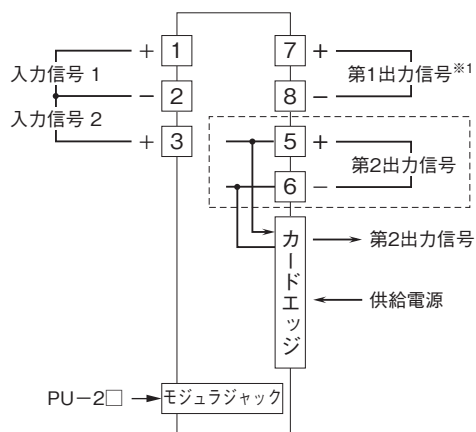 入力信号 1
入力信号 2
+ 1
− 2
+ 3
7 +
8 −
第1出力信号※1
5 +
6 −
第2出力信号
カードエッジ
第2出力信号
供給電源
PU−2□
モジュラジャック